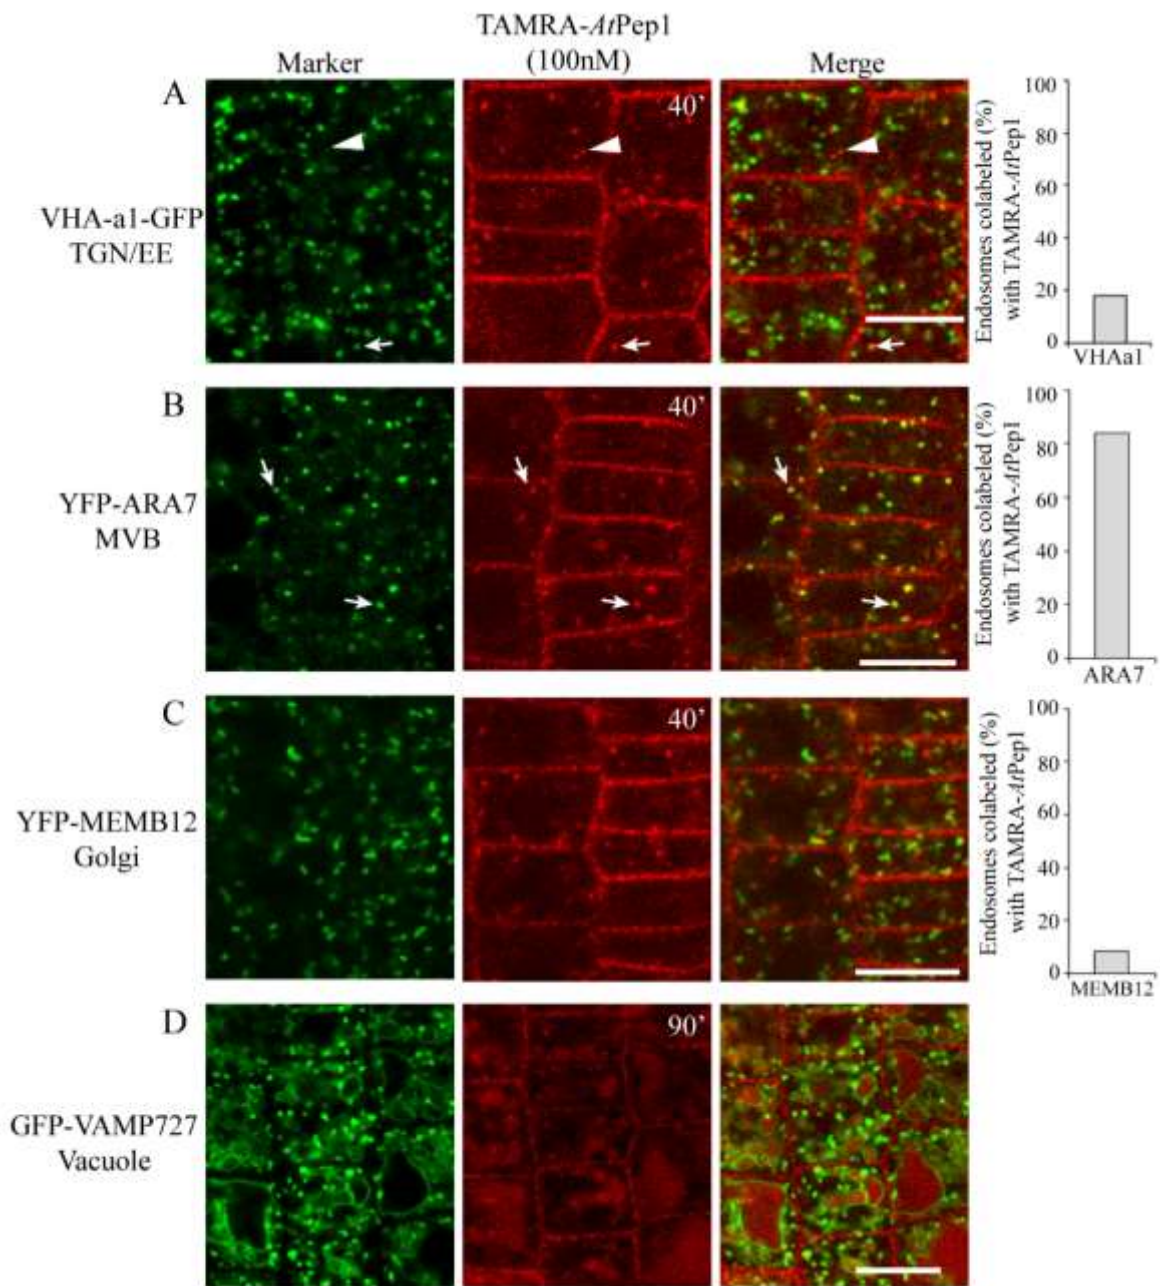 TAMRA-AtPep1
(100nM)
Marker
Merge
A
40’
VHA-a1-GFP
TGN/EE
Endosomes colabeled (%)
with TAMRA-AtPep1
100
80
60
40
20
0
VHAa1
B
40’
YFP-ARA7
MVB
Endosomes colabeled (%)
with TAMRA-AtPep1
100
80
60
40
20
0
ARA7
C
40’
YFP-MEMB12
Golgi
Endosomes colabeled (%)
with TAMRA-AtPep1
100
80
60
40
20
0
MEMB12
D
90’
GFP-VAMP727
Vacuole